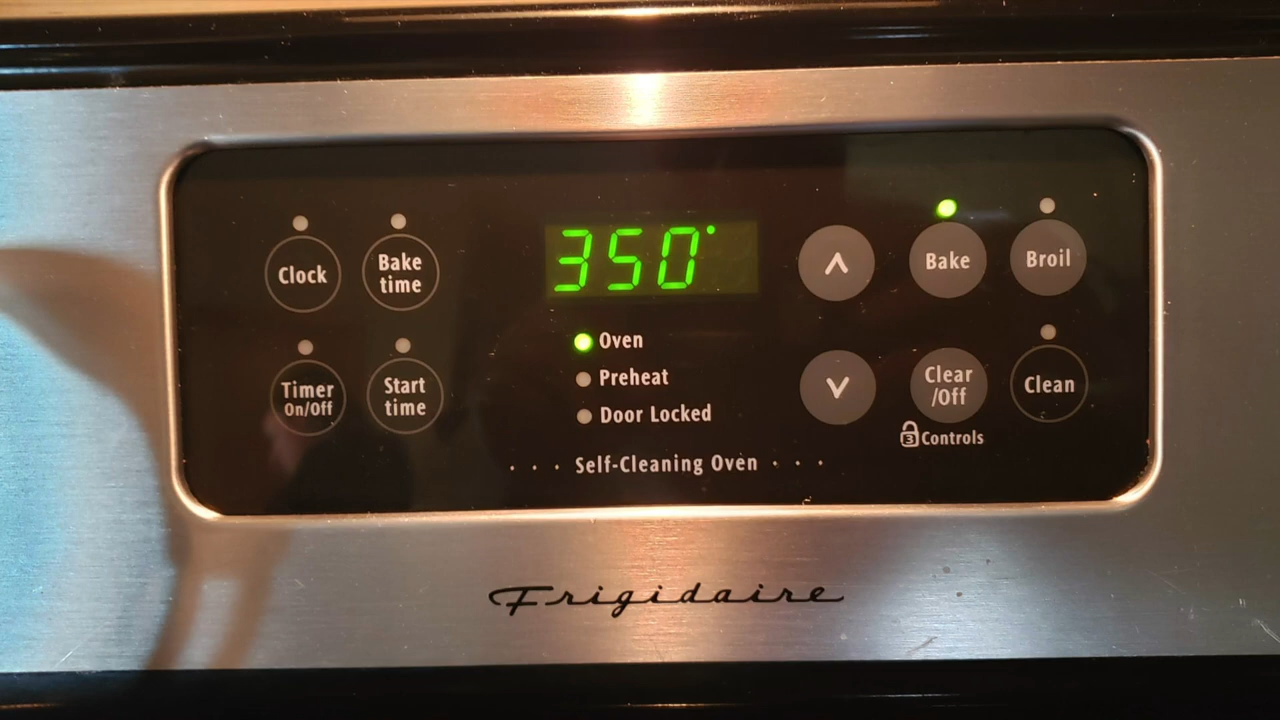 Clock
Bake
time
350°
Bake
Broil
Oven
Preheat
Door Locked
Timer
On/Off
Start
time
Clear
/Off
Clean
3 Controls
· · · Self-Cleaning Oven · · ·
Frigidaire